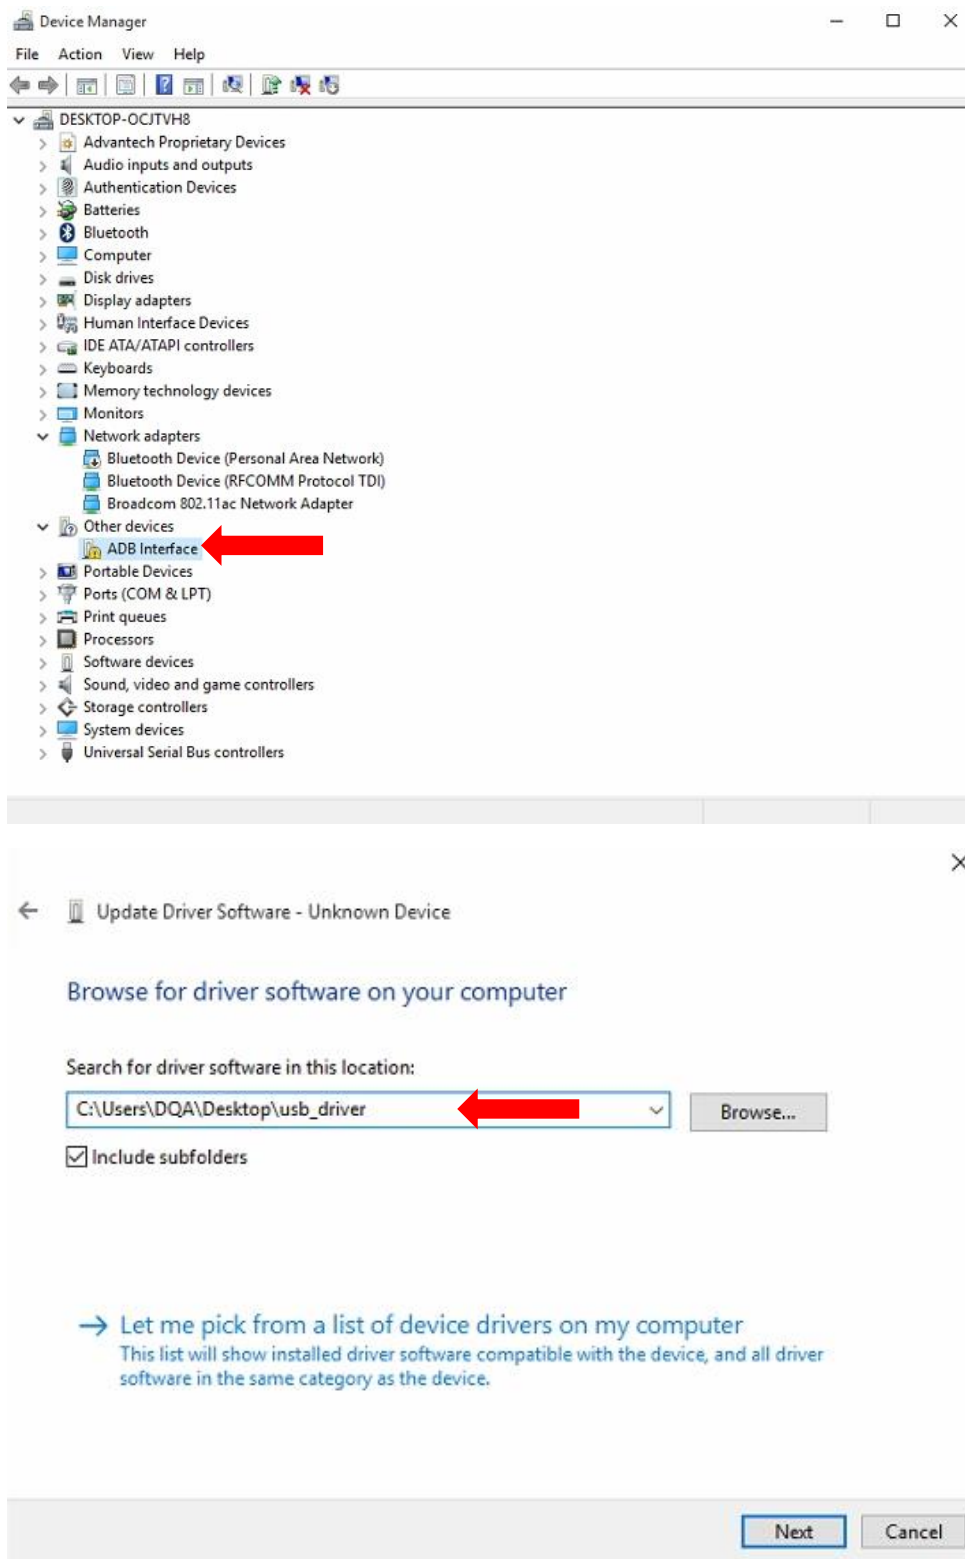 Device Manager
File Action View Help
DESKTOP-OCJTVH8
Advantech Proprietary Devices
Audio inputs and outputs
Authentication Devices
Batteries
Bluetooth
Computer
Disk drives
Display adapters
Human Interface Devices
IDE ATA/ATAPI controllers
Keyboards
Memory technology devices
Monitors
Network adapters
Bluetooth Device (Personal Area Network)
Bluetooth Device (RFCOMM Protocol TDI)
Broadcom 802.11ac Network Adapter
Other devices
ADB Interface
Portable Devices
Ports (COM & LPT)
Print queues
Processors
Software devices
Sound, video and game controllers
Storage controllers
System devices
Universal Serial Bus controllers
Update Driver Software - Unknown Device
Browse for driver software on your computer
Search for driver software in this location:
C:\Users\DQA\Desktop\usb_driver
Browse...
Include subfolders
Let me pick from a list of device drivers on my computer
This list will show installed driver software compatible with the device, and all driver
software in the same category as the device.
Next Cancel